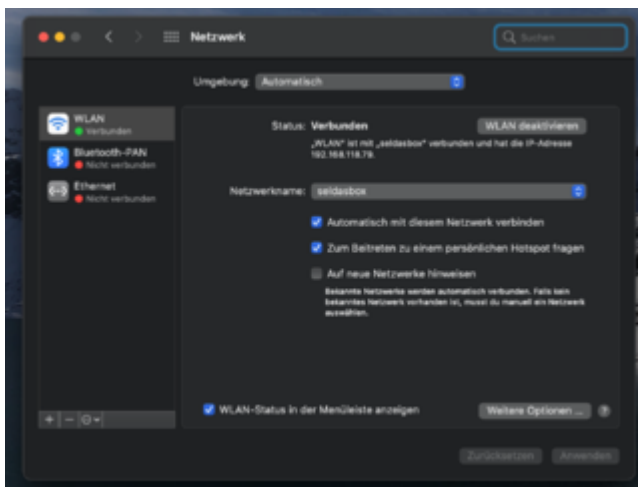 Netzwerk
Suchen
Umgebung: Automatisch
WLAN
Verbunden
Bluetooth-PAN
Nicht verbunden
Ethernet
Nicht verbunden
Status: Verbunden
WLAN deaktivieren
„WLAN" ist mit „seldasbox" verbunden und hat die IP-Adresse
192.168.118.79.
Netzwerkname: seldasbox
Automatisch mit diesem Netzwerk verbinden
Zum Beitreten zu einem persönlichen Hotspot fragen
Auf neue Netzwerke hinweisen
Bekannte Netzwerke werden automatisch verbunden. Falls kein
bekanntes Netzwerk vorhanden ist, musst du manuell ein Netzwerk
auswählen.
WLAN-Status in der Menüleiste anzeigen
Weitere Optionen ...
?
Zurücksetzen
Anwenden